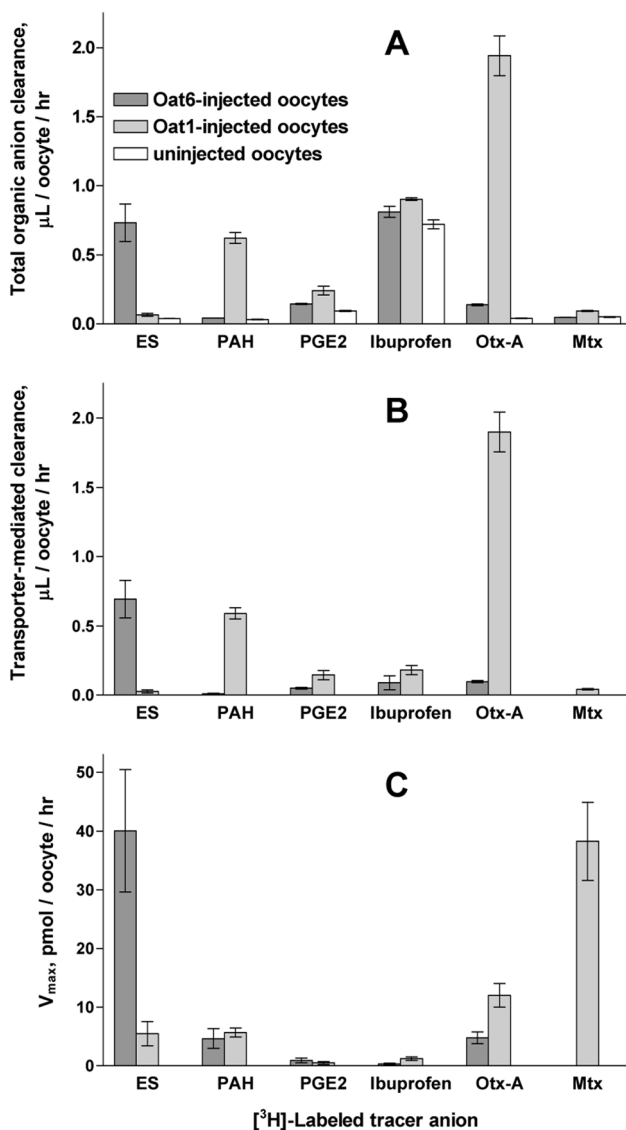 A
Total organic anion clearance,
µL / oocyte / hr
2.0
1.5
1.0
0.5
0.0
Oat6-injected oocytes
Oat1-injected oocytes
uninjected oocytes
ES PAH PGE2 Ibuprofen Otx-A Mtx
B
Transporter-mediated clearance,
µL / oocyte / hr
2.0
1.5
1.0
0.5
0.0
ES PAH PGE2 Ibuprofen Otx-A Mtx
C
Vmax, pmol / oocyte / hr
50
40
30
20
10
0
ES PAH PGE2 Ibuprofen Otx-A Mtx
[³H]-Labeled tracer anion